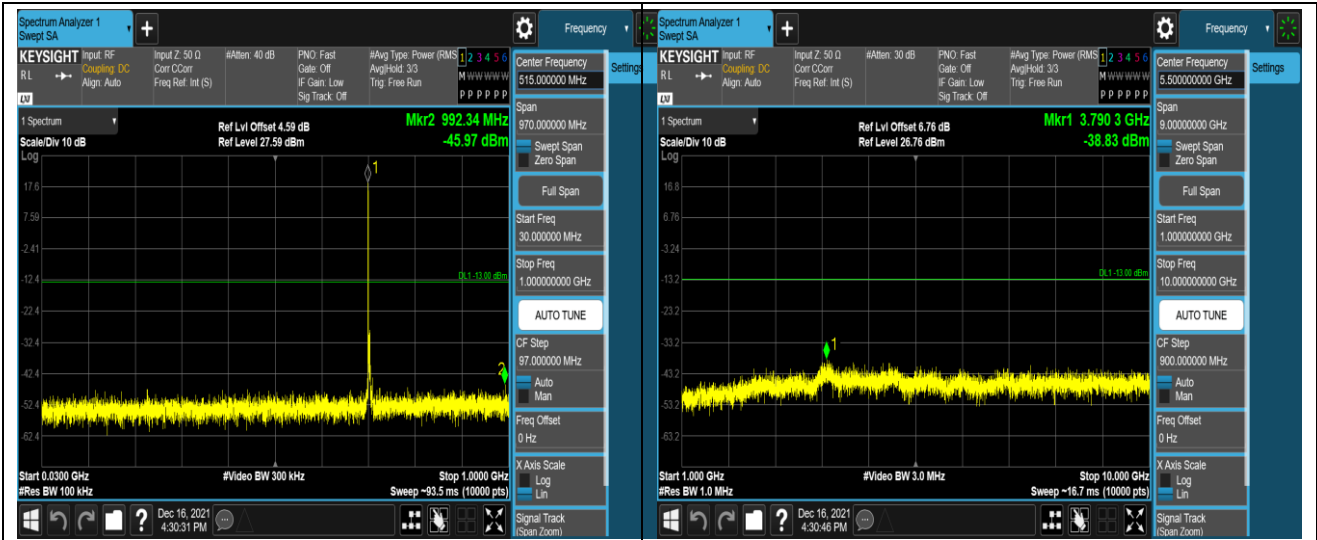 Spectrum Analyzer 1
Swept SA
+
Frequency
KEYSIGHT
RL
LXI
Input: RF
Coupling: DC
Align: Auto
Input Z: 50 Ω
Corr CCorr
Freq Ref: Int (S)
#Atten: 40 dB
PNO: Fast
Gate: Off
IF Gain: Low
Sig Track: Off
#Avg Type: Power (RMS
Avg|Hold: 3/3
Trig: Free Run
1 2 3 4 5 6
M W W W W W
P P P P P P
1 Spectrum
Scale/Div 10 dB
Ref Lvl Offset 4.59 dB
Ref Level 27.59 dBm
Mkr2 992.34 MHz
-45.97 dBm
Log
1
17.6
7.59
-2.41
DL1 -13.00 dBm
-12.4
-22.4
-32.4
2
-42.4
-52.4
-62.4
Start 0.0300 GHz
#Res BW 100 kHz
#Video BW 300 kHz
Stop 1.0000 GHz
Sweep ~93.5 ms (10000 pts)
?
Dec 16, 2021
4:30:31 PM
Center Frequency
515.000000 MHz
Settings
Span
970.000000 MHz
Swept Span
Zero Span
Full Span
Start Freq
30.000000 MHz
Stop Freq
1.000000000 GHz
AUTO TUNE
CF Step
97.000000 MHz
Auto
Man
Freq Offset
0 Hz
X Axis Scale
Log
Lin
Signal Track
(Span Zoom)
Spectrum Analyzer 1
Swept SA
+
Frequency
KEYSIGHT
RL
LXI
Input: RF
Coupling: DC
Align: Auto
Input Z: 50 Ω
Corr CCorr
Freq Ref: Int (S)
#Atten: 30 dB
PNO: Fast
Gate: Off
IF Gain: Low
Sig Track: Off
#Avg Type: Power (RMS
Avg|Hold: 3/3
Trig: Free Run
1 2 3 4 5 6
M W W W W W
P P P P P P
1 Spectrum
Scale/Div 10 dB
Ref Lvl Offset 6.76 dB
Ref Level 26.76 dBm
Mkr1 3.790 3 GHz
-38.83 dBm
Log
16.8
6.76
-3.24
DL1 -13.00 dBm
-13.2
-23.2
-33.2
1
-43.2
-53.2
-63.2
Start 1.000 GHz
#Res BW 1.0 MHz
#Video BW 3.0 MHz
Stop 10.000 GHz
Sweep ~16.7 ms (10000 pts)
?
Dec 16, 2021
4:30:46 PM
Center Frequency
5.500000000 GHz
Settings
Span
9.00000000 GHz
Swept Span
Zero Span
Full Span
Start Freq
1.000000000 GHz
Stop Freq
10.000000000 GHz
AUTO TUNE
CF Step
900.000000 MHz
Auto
Man
Freq Offset
0 Hz
X Axis Scale
Log
Lin
Signal Track
(Span Zoom)